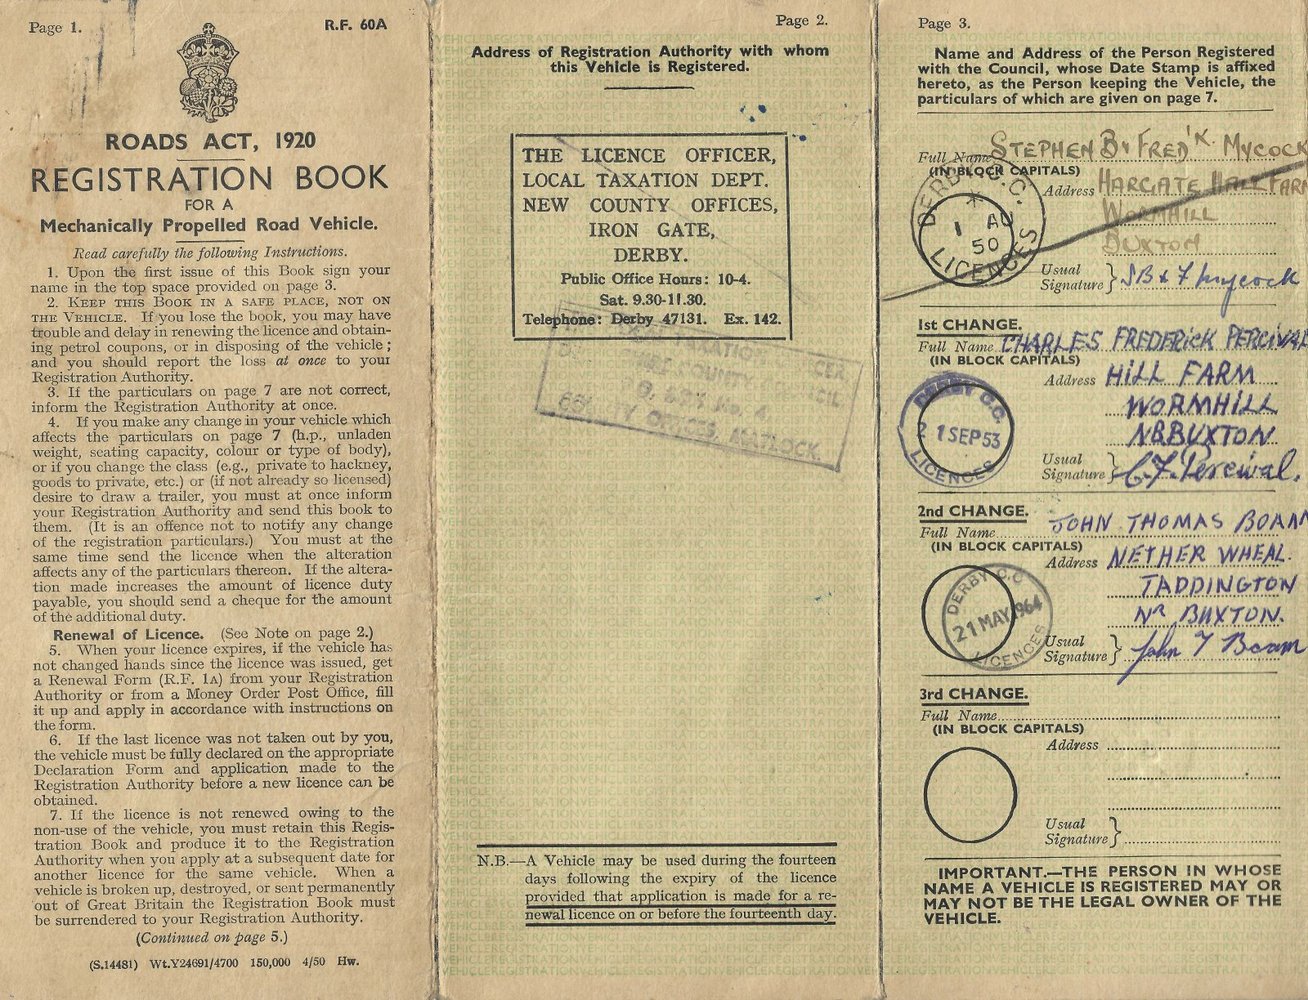 Page 1.
R.F. 60A
ROADS ACT, 1920
REGISTRATION BOOK
FOR A
Mechanically Propelled Road Vehicle.
Read carefully the following Instructions.
1. Upon the first issue of this Book sign your
name in the top space provided on page 3.
2. KEEP THIS BOOK IN A SAFE PLACE, NOT ON
THE VEHICLE. If you lose the book, you may have
trouble and delay in renewing the licence and obtain-
ing petrol coupons, or in disposing of the vehicle;
and you should report the loss at once to your
Registration Authority.
3. If the particulars on page 7 are not correct,
inform the Registration Authority at once.
4. If you make any change in your vehicle which
affects the particulars on page 7 (h.p., unladen
weight, seating capacity, colour or type of body),
or if you change the class (e.g., private to hackney,
goods to private, etc.) or (if not already so licensed)
desire to draw a trailer, you must at once inform
your Registration Authority and send this book to
them. (It is an offence not to notify any change
of the registration particulars.) You must at the
same time send the licence when the alteration
affects any of the particulars thereon. If the altera-
tion made increases the amount of licence duty
payable, you should send a cheque for the amount
of the additional duty.
Renewal of Licence. (See Note on page 2.)
5. When your licence expires, if the vehicle has
not changed hands since the licence was issued, get
a Renewal Form (R.F. 1A) from your Registration
Authority or from a Money Order Post Office, fill
it up and apply in accordance with instructions on
the form.
6. If the last licence was not taken out by you,
the vehicle must be fully declared on the appropriate
Declaration Form and application made to the
Registration Authority before a new licence can be
obtained.
7. If the licence is not renewed owing to the
non-use of the vehicle, you must retain this Regis-
tration Book and produce it to the Registration
Authority when you apply at a subsequent date for
another licence for the same vehicle. When a
vehicle is broken up, destroyed, or sent permanently
out of Great Britain the Registration Book must
be surrendered to your Registration Authority.
(Continued on page 5.)
(S.14481) Wt.Y24691/4700 150,000 4/50 Hw.
Page 2.
Address of Registration Authority with whom
this Vehicle is Registered.
THE LICENCE OFFICER,
LOCAL TAXATION DEPT.
NEW COUNTY OFFICES,
IRON GATE,
DERBY.
Public Office Hours: 10-4.
Sat. 9.30-11.30.
Telephone: Derby 47131. Ex. 142.
TAXATION
COUNTY
COUNTY OFFICES, MATLOCK
N.B.—A Vehicle may be used during the fourteen
days following the expiry of the licence
provided that application is made for a re-
newal licence on or before the fourteenth day.
Page 3.
Name and Address of the Person Registered
with the Council, whose Date Stamp is affixed
hereto, as the Person keeping the Vehicle, the
particulars of which are given on page 7.
Full Name STEPHEN B. & FRED'K MYCOCK
(IN BLOCK CAPITALS)
Address HARGATE HALL FARM
WORMHILL
BUXTON
DERBY C.C.
1 AU
50
LICENCES
Usual
Signature } SB & F Mycock
1st CHANGE.
Full Name CHARLES FREDERICK PERCIVAL
(IN BLOCK CAPITALS)
Address HILL FARM
WORMHILL
NR BUXTON
DERBY C.C.
21 SEP 53
LICENCES
Usual
Signature } C.F. Percival.
2nd CHANGE.
Full Name JOHN THOMAS BOAM
(IN BLOCK CAPITALS)
Address NETHER WHEAL.
TADDINGTON
NR BUXTON.
DERBY C.C
21 MAY 1964
LICENCES
Usual
Signature } John T Boam
3rd CHANGE.
Full Name
(IN BLOCK CAPITALS)
Address
Usual
Signature }
IMPORTANT.—THE PERSON IN WHOSE
NAME A VEHICLE IS REGISTERED MAY OR
MAY NOT BE THE LEGAL OWNER OF THE
VEHICLE.